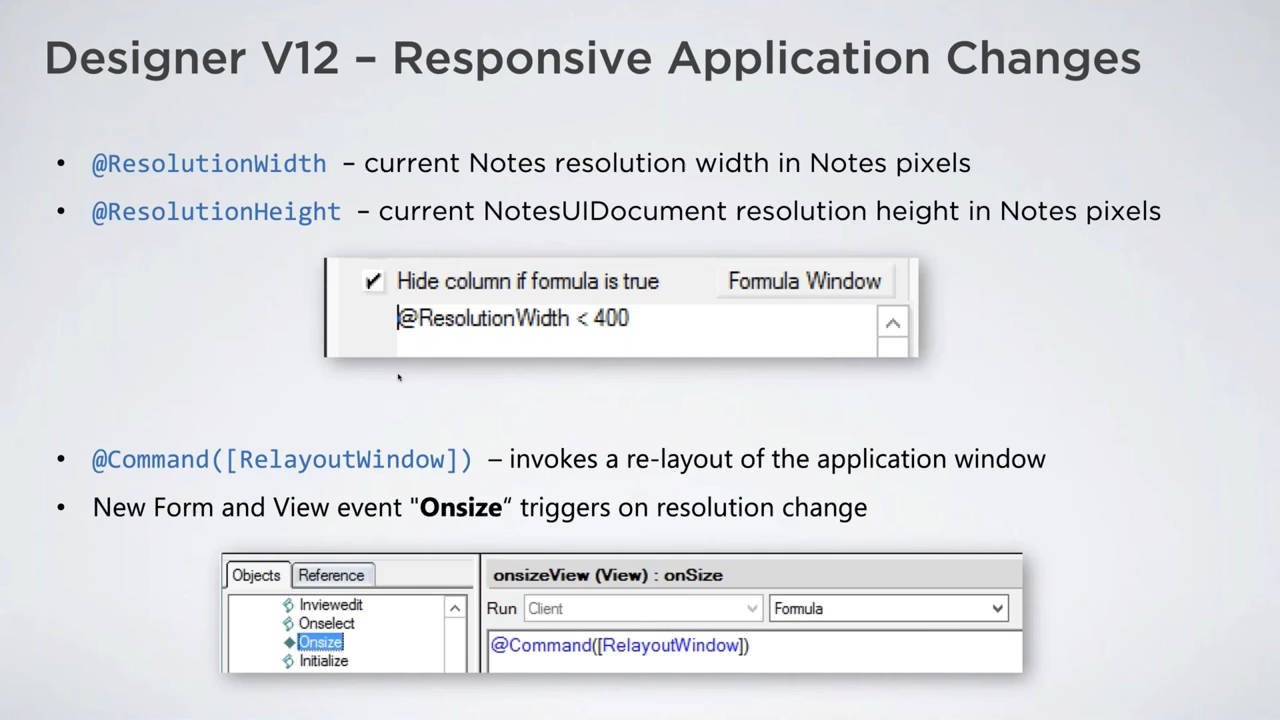 Designer V12 – Responsive Application Changes
• @ResolutionWidth – current Notes resolution width in Notes pixels
• @ResolutionHeight – current NotesUIDocument resolution height in Notes pixels
Hide column if formula is true Formula Window
@ResolutionWidth < 400
• @Command([RelayoutWindow]) – invokes a re-layout of the application window
• New Form and View event "Onsize“ triggers on resolution change
Objects Reference
Inviewedit
Onselect
Onsize
Initialize
onsizeView (View) : onSize
Run Client Formula
@Command([RelayoutWindow])